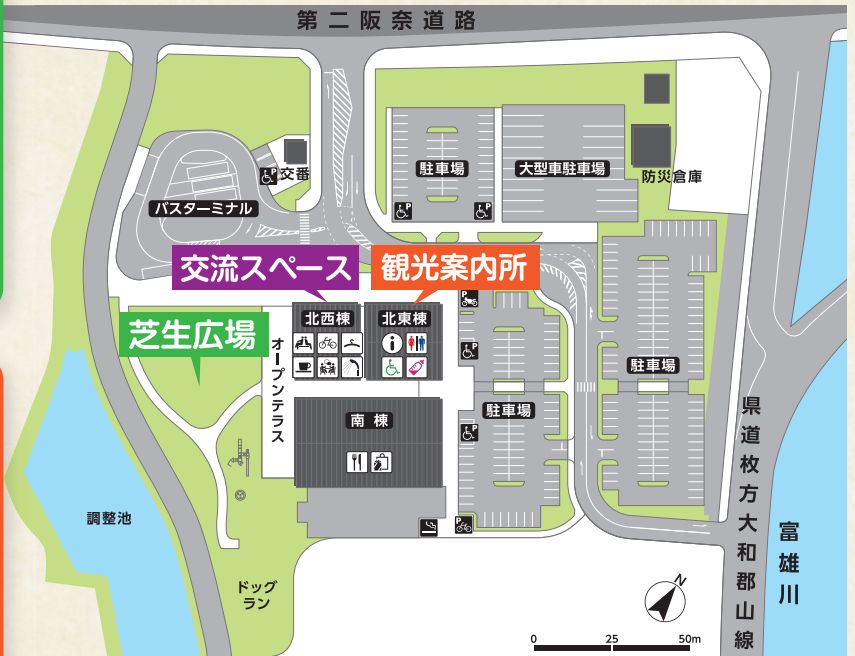 第二阪奈道路
交番
駐車場
大型車駐車場
防災倉庫
バスターミナル
P
P
P
交流スペース
観光案内所
北西棟
北東棟
i
P
芝生広場
オープンテラス
P
駐車場
駐車場
南棟
P
P
県道枚方大和郡山線
富雄川
調整池
ドッグ
ラン
N
0 25 50m